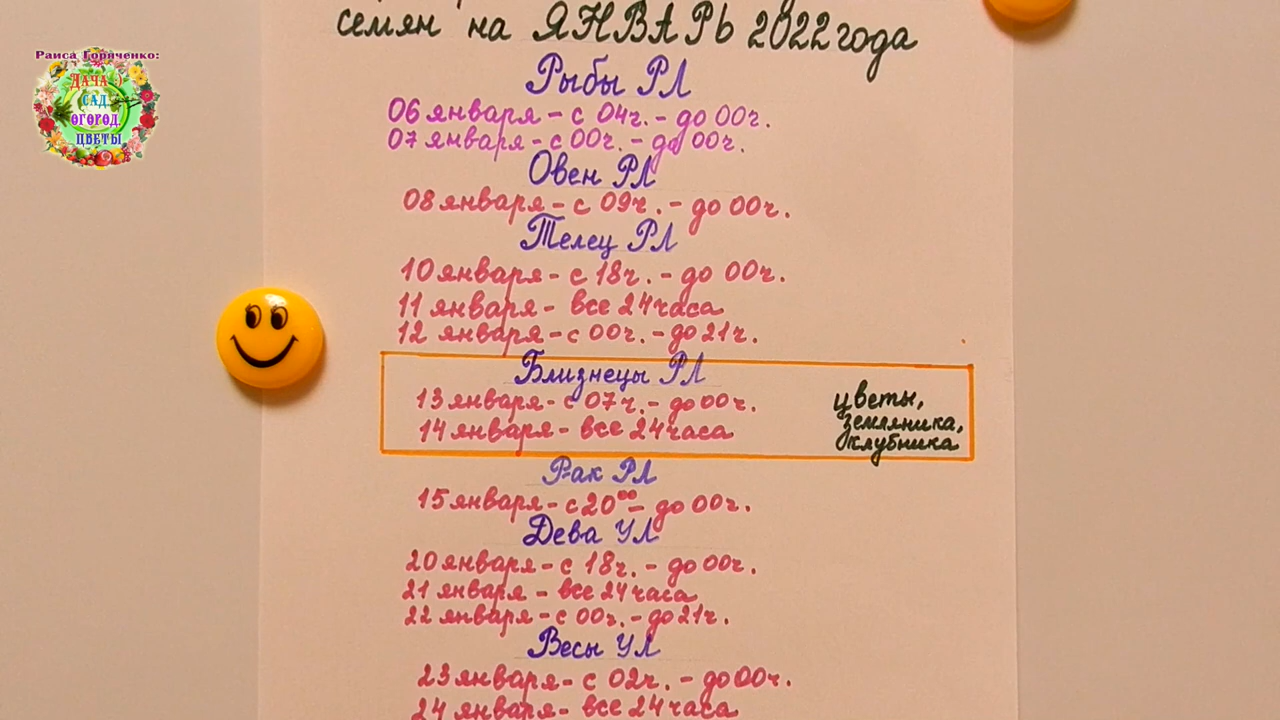 Раиса Горяченко:
ДАЧА :)
САД,
ОГОРОД,
ЦВЕТЫ
семян на ЯНВАРЬ 2022 года
Рыбы РЛ
06 января - с 04ч. - до 00ч.
07 января - с 00ч. - до 00ч.
Овен РЛ
08 января - с 09ч. - до 00ч.
Телец РЛ
10 января - с 18ч. - до 00ч.
11 января - все 24 часа
12 января - с 00ч. - до 21ч.
Близнецы РЛ
13 января - с 07ч. - до 00ч.
14 января - все 24 часа
цветы,
земляника,
клубника
Рак РЛ
15 января - с 20⁰⁰ - до 00ч.
Дева УЛ
20 января - с 18ч. - до 00ч.
21 января - все 24 часа
22 января - с 00ч. - до 21ч.
Весы УЛ
23 января - с 02ч. - до 00ч.
24 января - все 24 часа